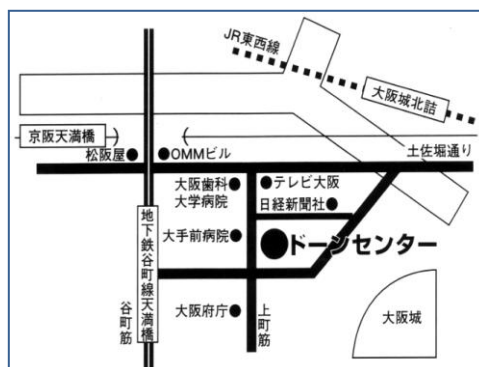 JR東西線
大阪城北詰
京阪天満橋
松阪屋
OMMビル
土佐堀通り
大阪歯科
大学病院
テレビ大阪
日経新聞社
地下鉄谷町線天満橋
大手前病院
ドーンセンター
谷町筋
大阪府庁
上町筋
大阪城